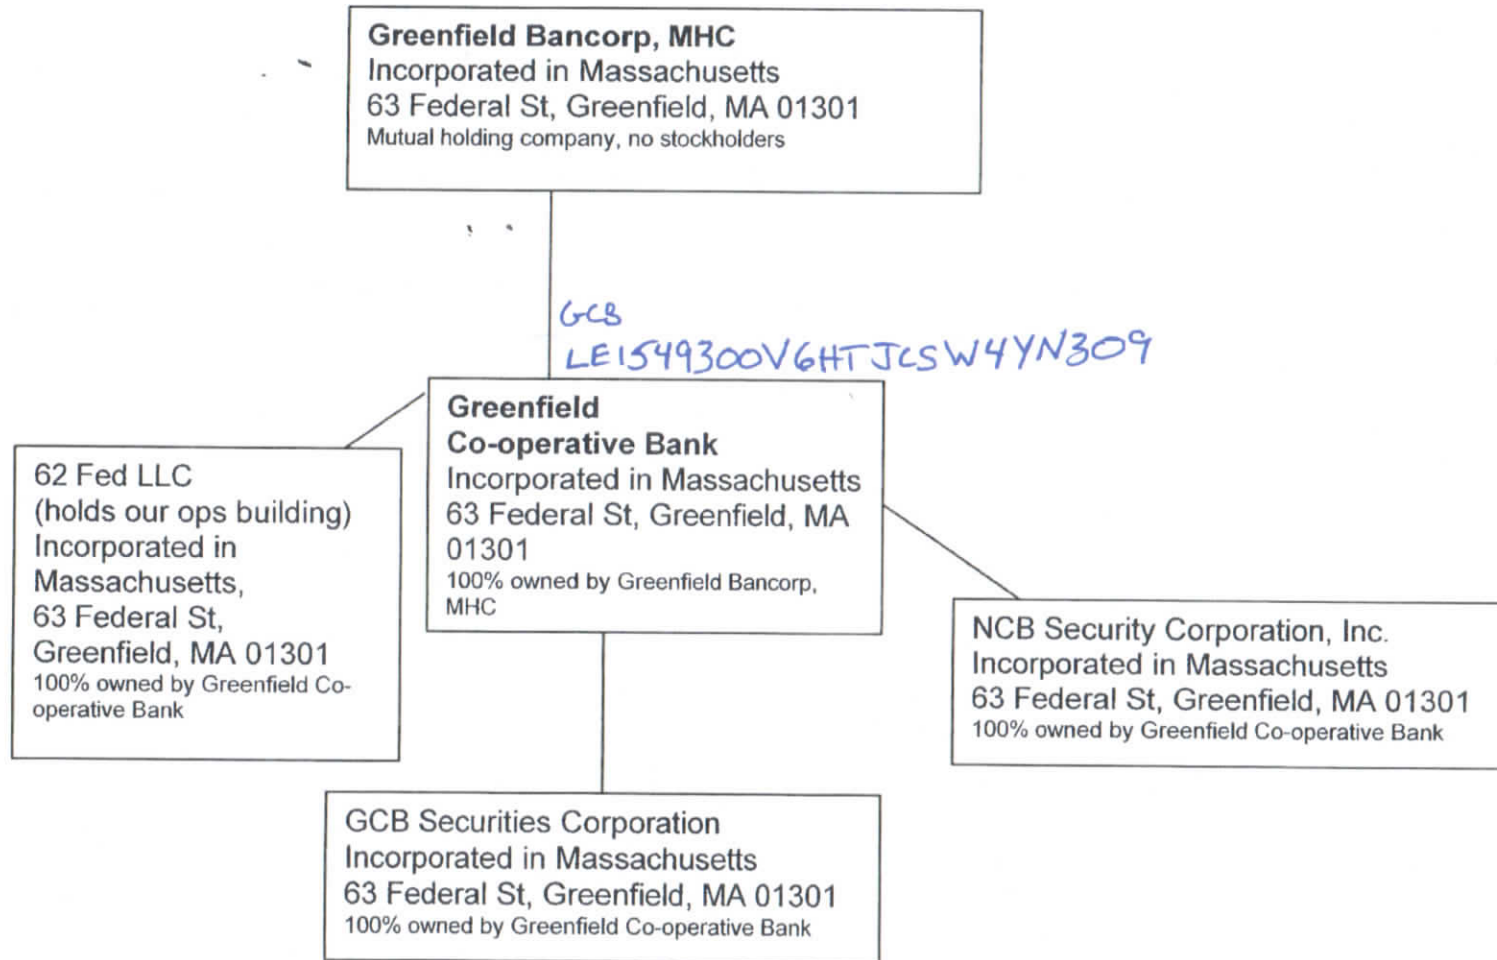 Greenfield Bancorp, MHC
Incorporated in Massachusetts
63 Federal St, Greenfield, MA 01301
Mutual holding company, no stockholders
GCB
LEI549300V6HTJCSW4YN309
Greenfield
Co-operative Bank
Incorporated in Massachusetts
63 Federal St, Greenfield, MA
01301
100% owned by Greenfield Bancorp,
MHC
62 Fed LLC
(holds our ops building)
Incorporated in
Massachusetts,
63 Federal St,
Greenfield, MA 01301
100% owned by Greenfield Co-
operative Bank
NCB Security Corporation, Inc.
Incorporated in Massachusetts
63 Federal St, Greenfield, MA 01301
100% owned by Greenfield Co-operative Bank
GCB Securities Corporation
Incorporated in Massachusetts
63 Federal St, Greenfield, MA 01301
100% owned by Greenfield Co-operative Bank